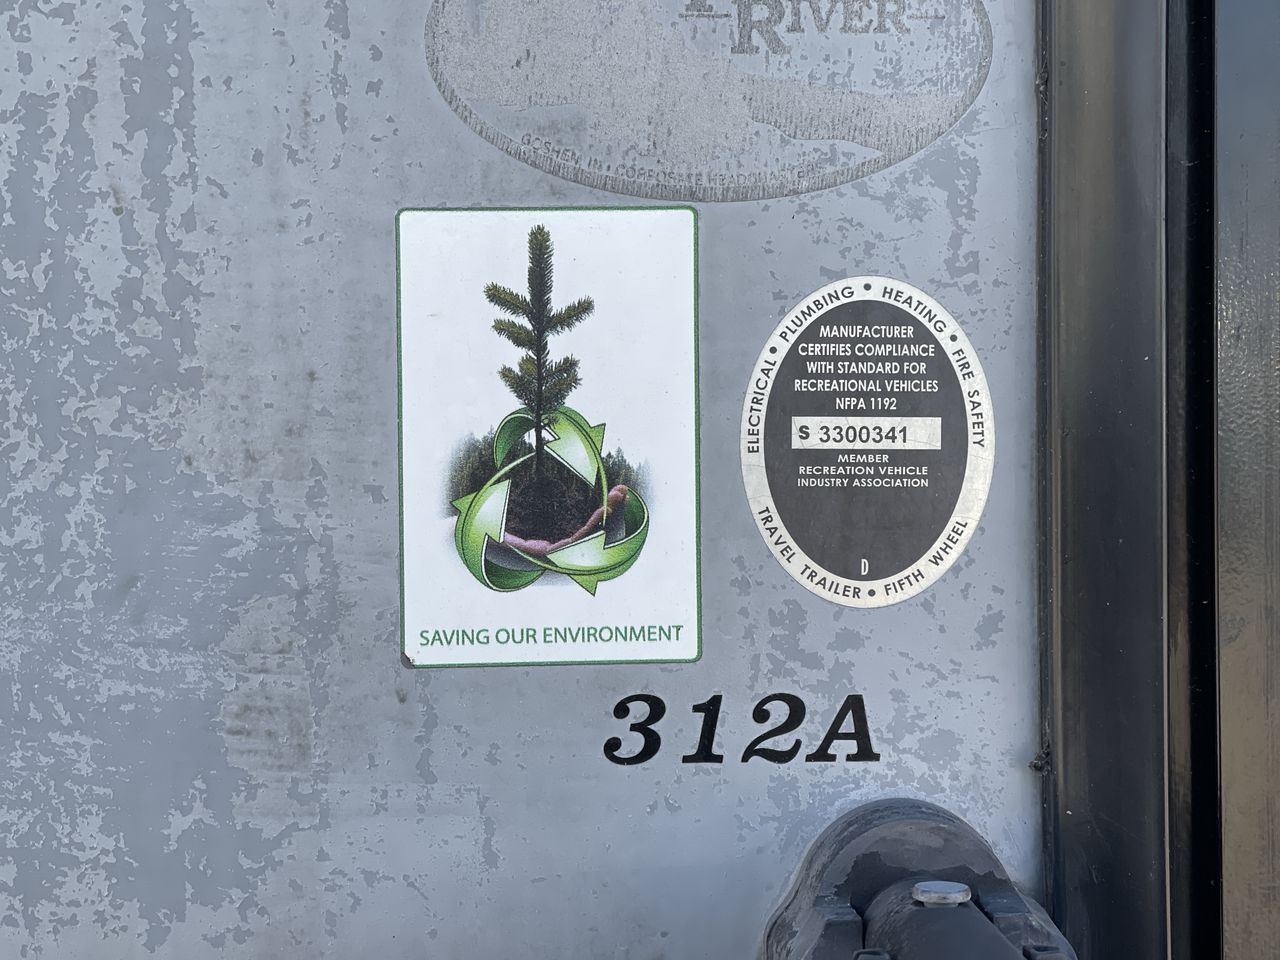 RIVER
GOSHEN, IN
CORPORATE HEADQUARTERS
ELECTRICAL • PLUMBING • HEATING • FIRE SAFETY
MANUFACTURER
CERTIFIES COMPLIANCE
WITH STANDARD FOR
RECREATIONAL VEHICLES
NFPA 1192
S 3300341
MEMBER
RECREATION VEHICLE
INDUSTRY ASSOCIATION
D
TRAVEL TRAILER • FIFTH WHEEL
SAVING OUR ENVIRONMENT
312A